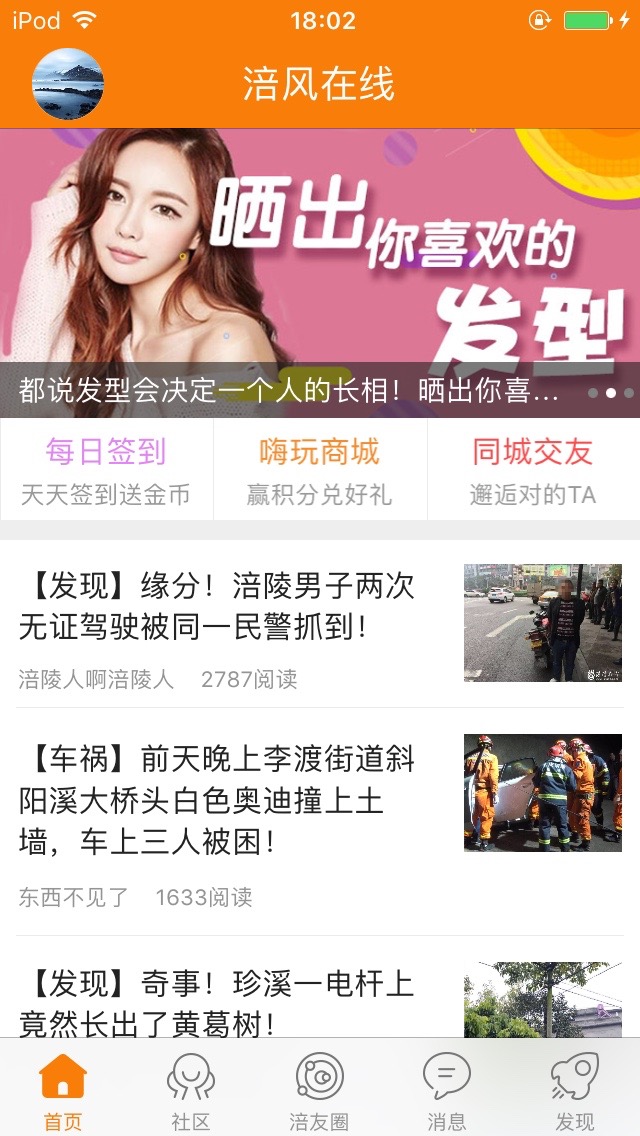 iPod 18:02
涪风在线
晒出
你喜欢的
发型
都说发型会决定一个人的长相！晒出你喜...
每日签到 嗨玩商城 同城交友
天天签到送金币 赢积分兑好礼 邂逅对的TA
【发现】缘分！涪陵男子两次
无证驾驶被同一民警抓到！
涪陵人啊涪陵人 2787阅读
【车祸】前天晚上李渡街道斜
阳溪大桥头白色奥迪撞上土
墙，车上三人被困！
东西不见了 1633阅读
【发现】奇事！珍溪一电杆上
竟然长出了黄葛树！
首页 社区 涪友圈 消息 发现